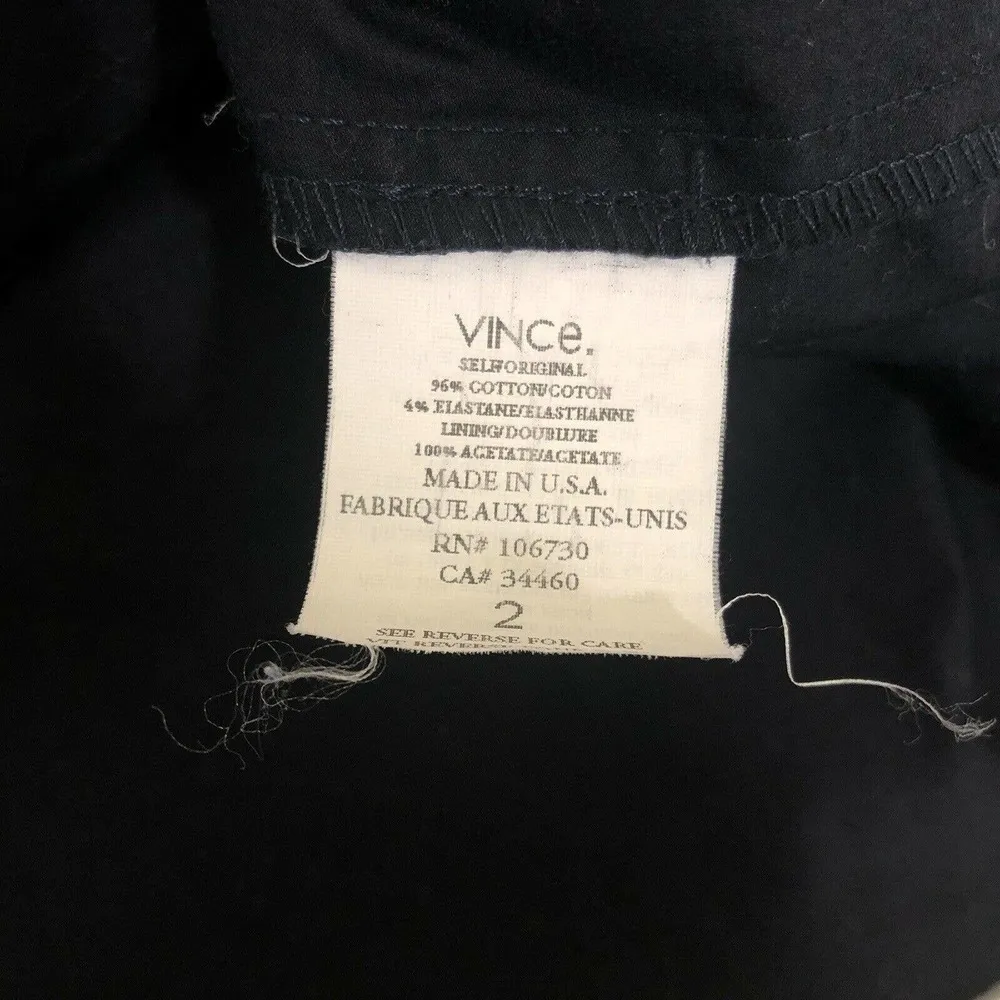 VINce.
SELF/ORIGINAL
96% COTTON/COTON
4% ELASTANE/ELASTHANNE
LINING/DOUBLURE
100% ACETATE/ACETATE
MADE IN U.S.A.
FABRIQUE AUX ETATS-UNIS
RN# 106730
CA# 34460
2
SEE REVERSE FOR CARE